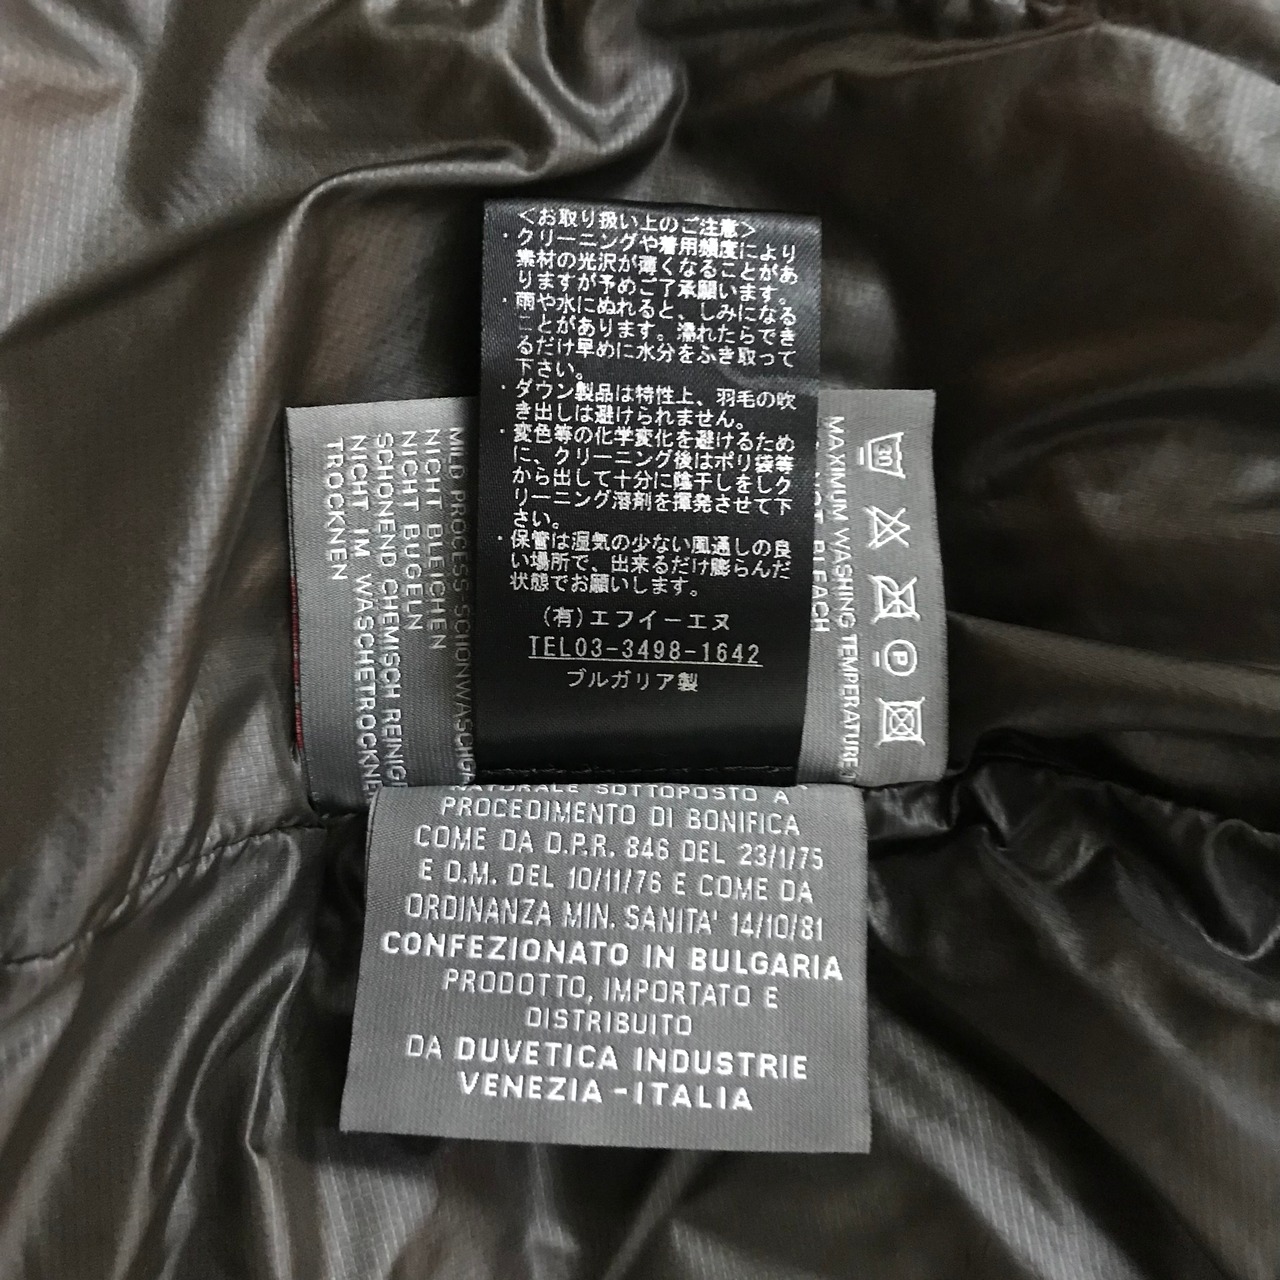 <お取り扱い上のご注意>
・クリーニングや着用頻度により
素材の光沢が薄くなることがあ
りますが予めご了承願います。
・雨や水にぬれると、しみになる
ことがあります。濡れたらでき
るだけ早めに水分をふき取って
下さい。
・ダウン製品は特性上、羽毛の吹
き出しは避けられません。
・変色等の化学変化を避けるため
に、クリーニング後はポリ袋等
から出して十分に陰干しをしク
リーニング溶剤を揮発させて下
さい。
・保管は湿気の少ない風通しの良
い場所で、出来るだけ膨らんだ
状態でお願いします。
(有)エフイーエヌ
TEL03-3498-1642
ブルガリア製
30
P
MAXIMUM WASHING TEMPERATURE
BLEACH
MILD PROCESS
NICHT BLEICHEN
NICHT BUGELN
SCHONEND CHEMISCH
NICHT IM
TROCKNEN
NATURALE SOTTOPOSTO A
PROCEDIMENTO DI BONIFICA
COME DA D.P.R. 846 DEL 23/1/75
E D.M. DEL 10/11/76 E COME DA
ORDINANZA MIN. SANITA' 14/10/81
CONFEZIONATO IN BULGARIA
PRODOTTO, IMPORTATO E
DISTRIBUITO
DA DUVETICA INDUSTRIE
VENEZIA -ITALIA